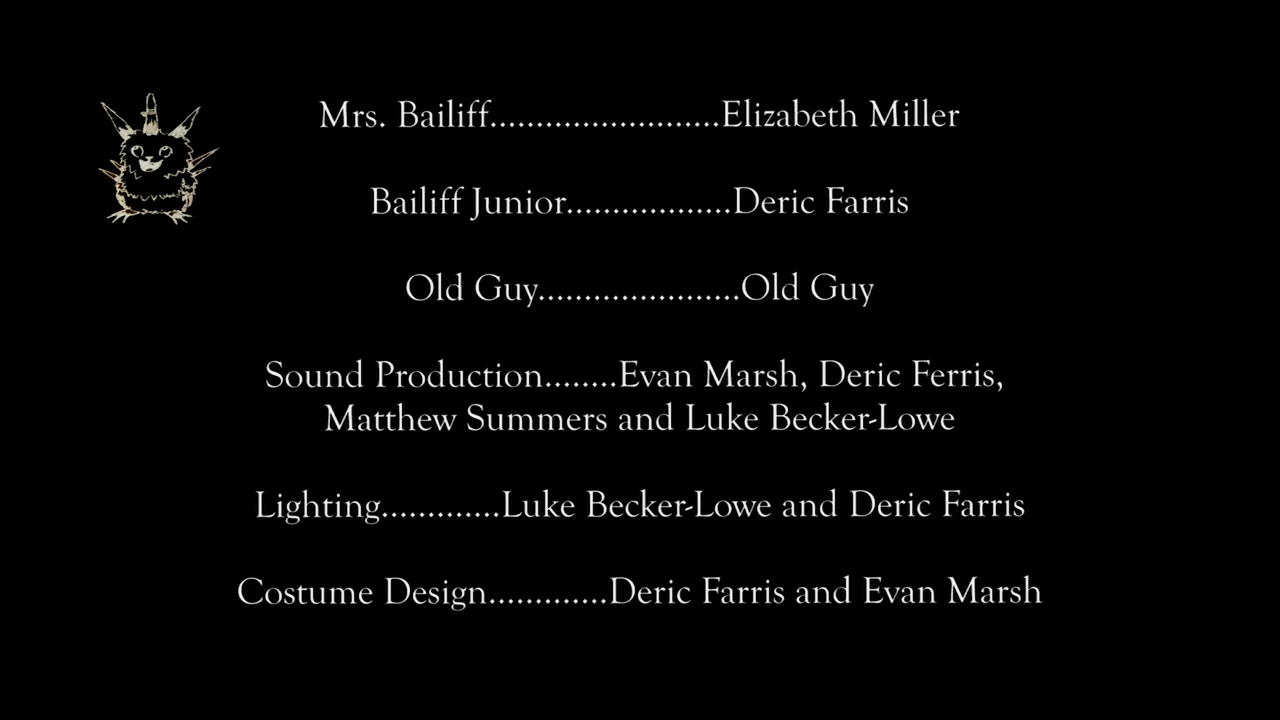 Mrs. Bailiff.........................Elizabeth Miller
Bailiff Junior..................Deric Farris
Old Guy......................Old Guy
Sound Production........Evan Marsh, Deric Ferris,
Matthew Summers and Luke Becker-Lowe
Lighting.............Luke Becker-Lowe and Deric Farris
Costume Design.............Deric Farris and Evan Marsh